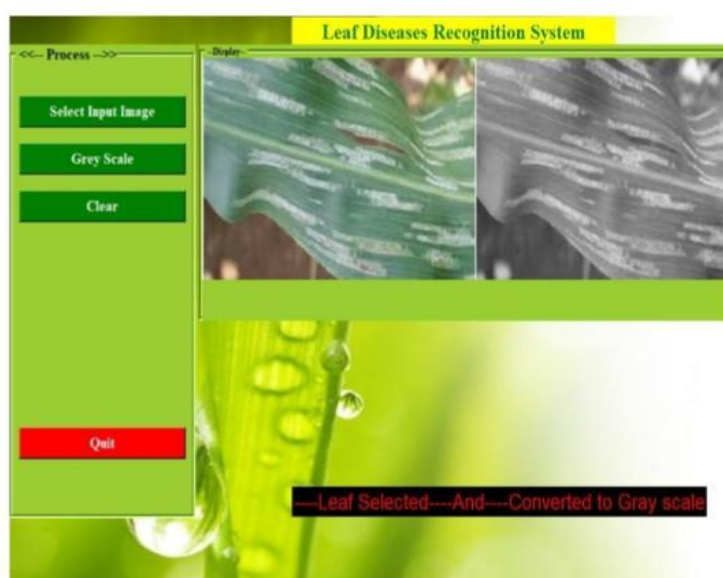 Leaf Diseases Recognition System
<<-- Process -->>
--Display--
Select Input Image
Grey Scale
Clear
Quit
----Leaf Selected----And----Converted to Gray scale